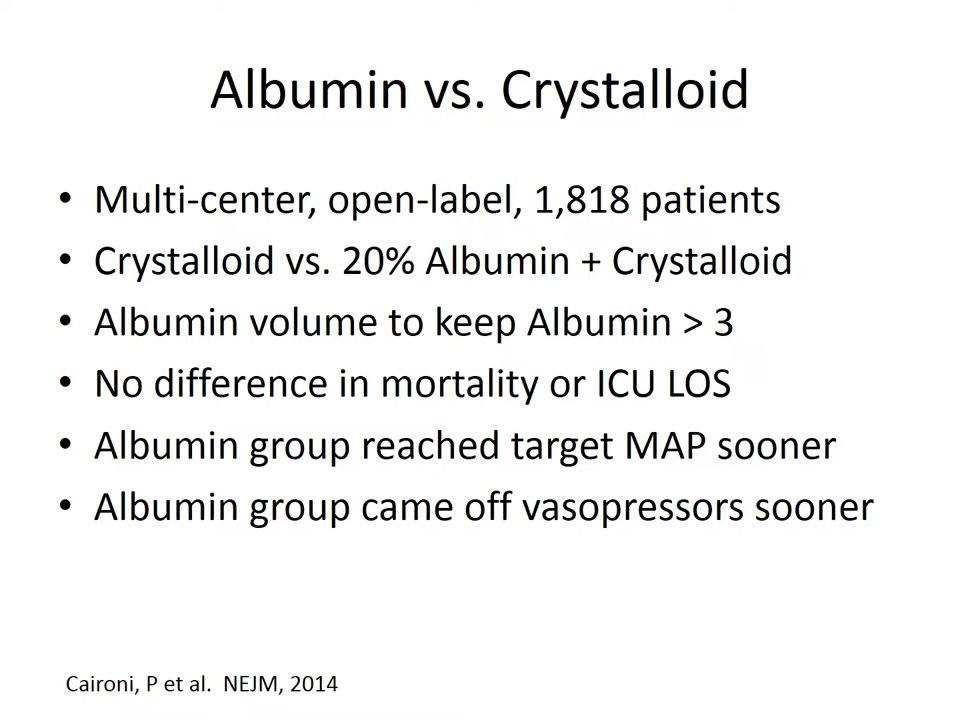 Albumin vs. Crystalloid
• Multi-center, open-label, 1,818 patients
• Crystalloid vs. 20% Albumin + Crystalloid
• Albumin volume to keep Albumin > 3
• No difference in mortality or ICU LOS
• Albumin group reached target MAP sooner
• Albumin group came off vasopressors sooner
Caironi, P et al.  NEJM, 2014